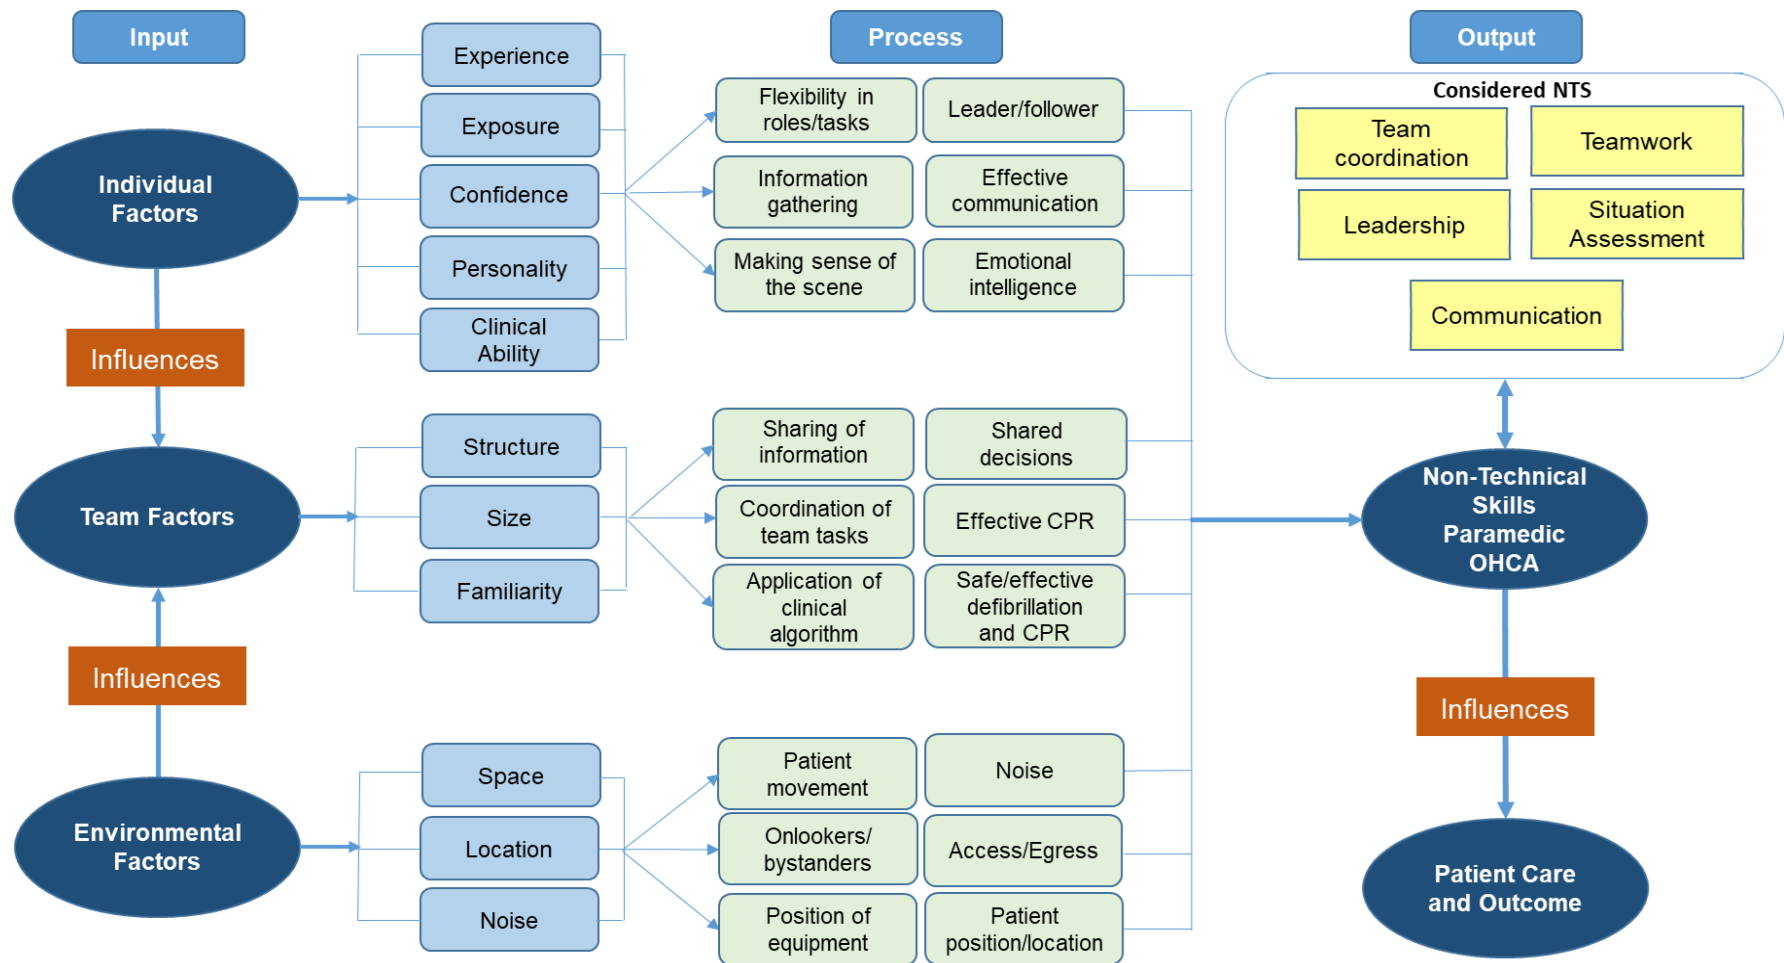 Input
Process
Output
Individual
Factors
Influences
Team Factors
Influences
Environmental
Factors
Experience
Exposure
Confidence
Personality
Clinical
Ability
Structure
Size
Familiarity
Space
Location
Noise
Flexibility in
roles/tasks
Leader/follower
Information
gathering
Effective
communication
Making sense of
the scene
Emotional
intelligence
Sharing of
information
Shared
decisions
Coordination of
team tasks
Effective CPR
Application of
clinical
algorithm
Safe/effective
defibrillation
and CPR
Patient
movement
Noise
Onlookers/
bystanders
Access/Egress
Position of
equipment
Patient
position/location
Considered NTS
Team
coordination
Teamwork
Leadership
Situation
Assessment
Communication
Non-Technical
Skills
Paramedic
OHCA
Influences
Patient Care
and Outcome